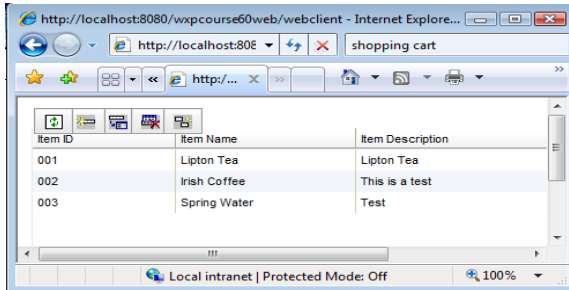 http://localhost:8080/wxpcourse60web/webclient - Internet Explore...
http://localhost:808
shopping cart
http:/...
Item ID Item Name Item Description
001 Lipton Tea Lipton Tea
002 Irish Coffee This is a test
003 Spring Water Test
Local intranet | Protected Mode: Off 100%